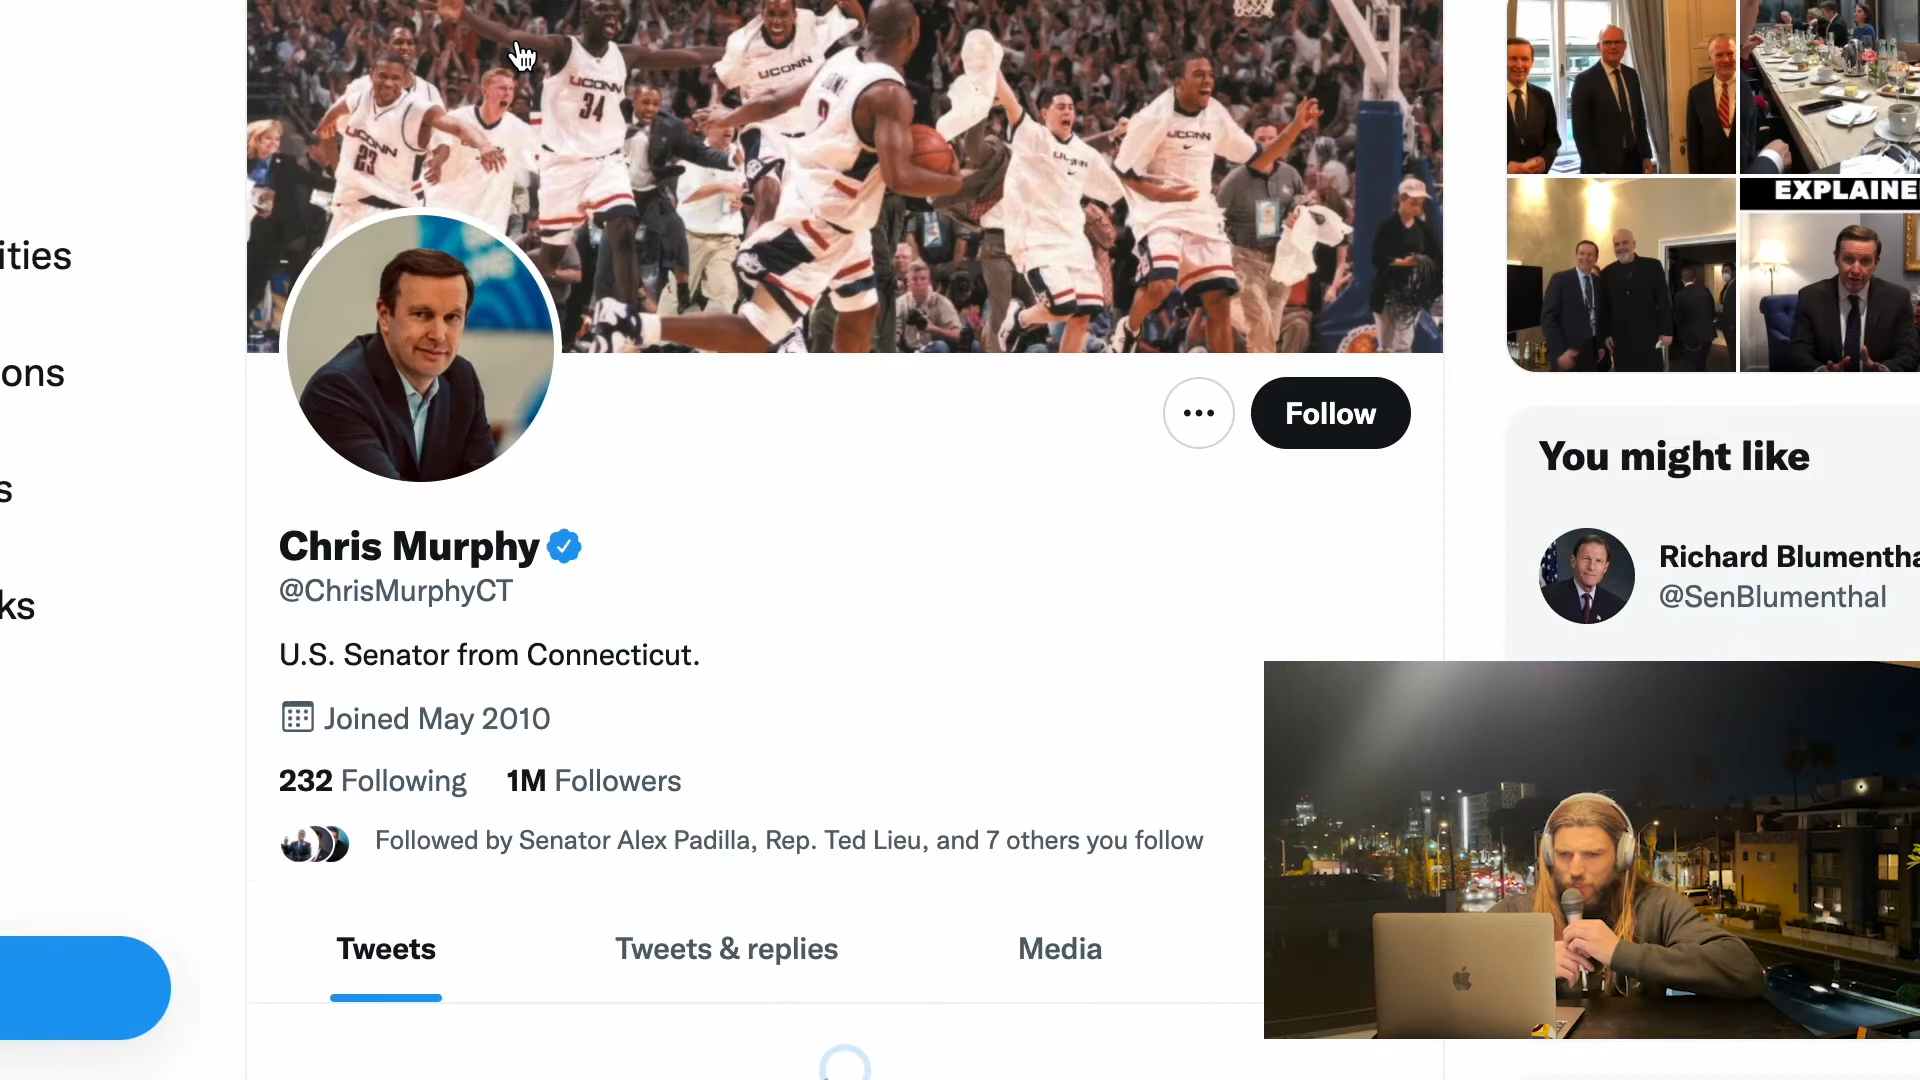 UCONN
UCONN
34
UCONN
23
2
UCONN
UCONN
EXPLAINE
ities
ons
s
ks
Follow
You might like
Chris Murphy
@ChrisMurphyCT
Richard Blumentha
@SenBlumenthal
U.S. Senator from Connecticut.
Joined May 2010
232 Following 1M Followers
Followed by Senator Alex Padilla, Rep. Ted Lieu, and 7 others you follow
Tweets Tweets & replies Media